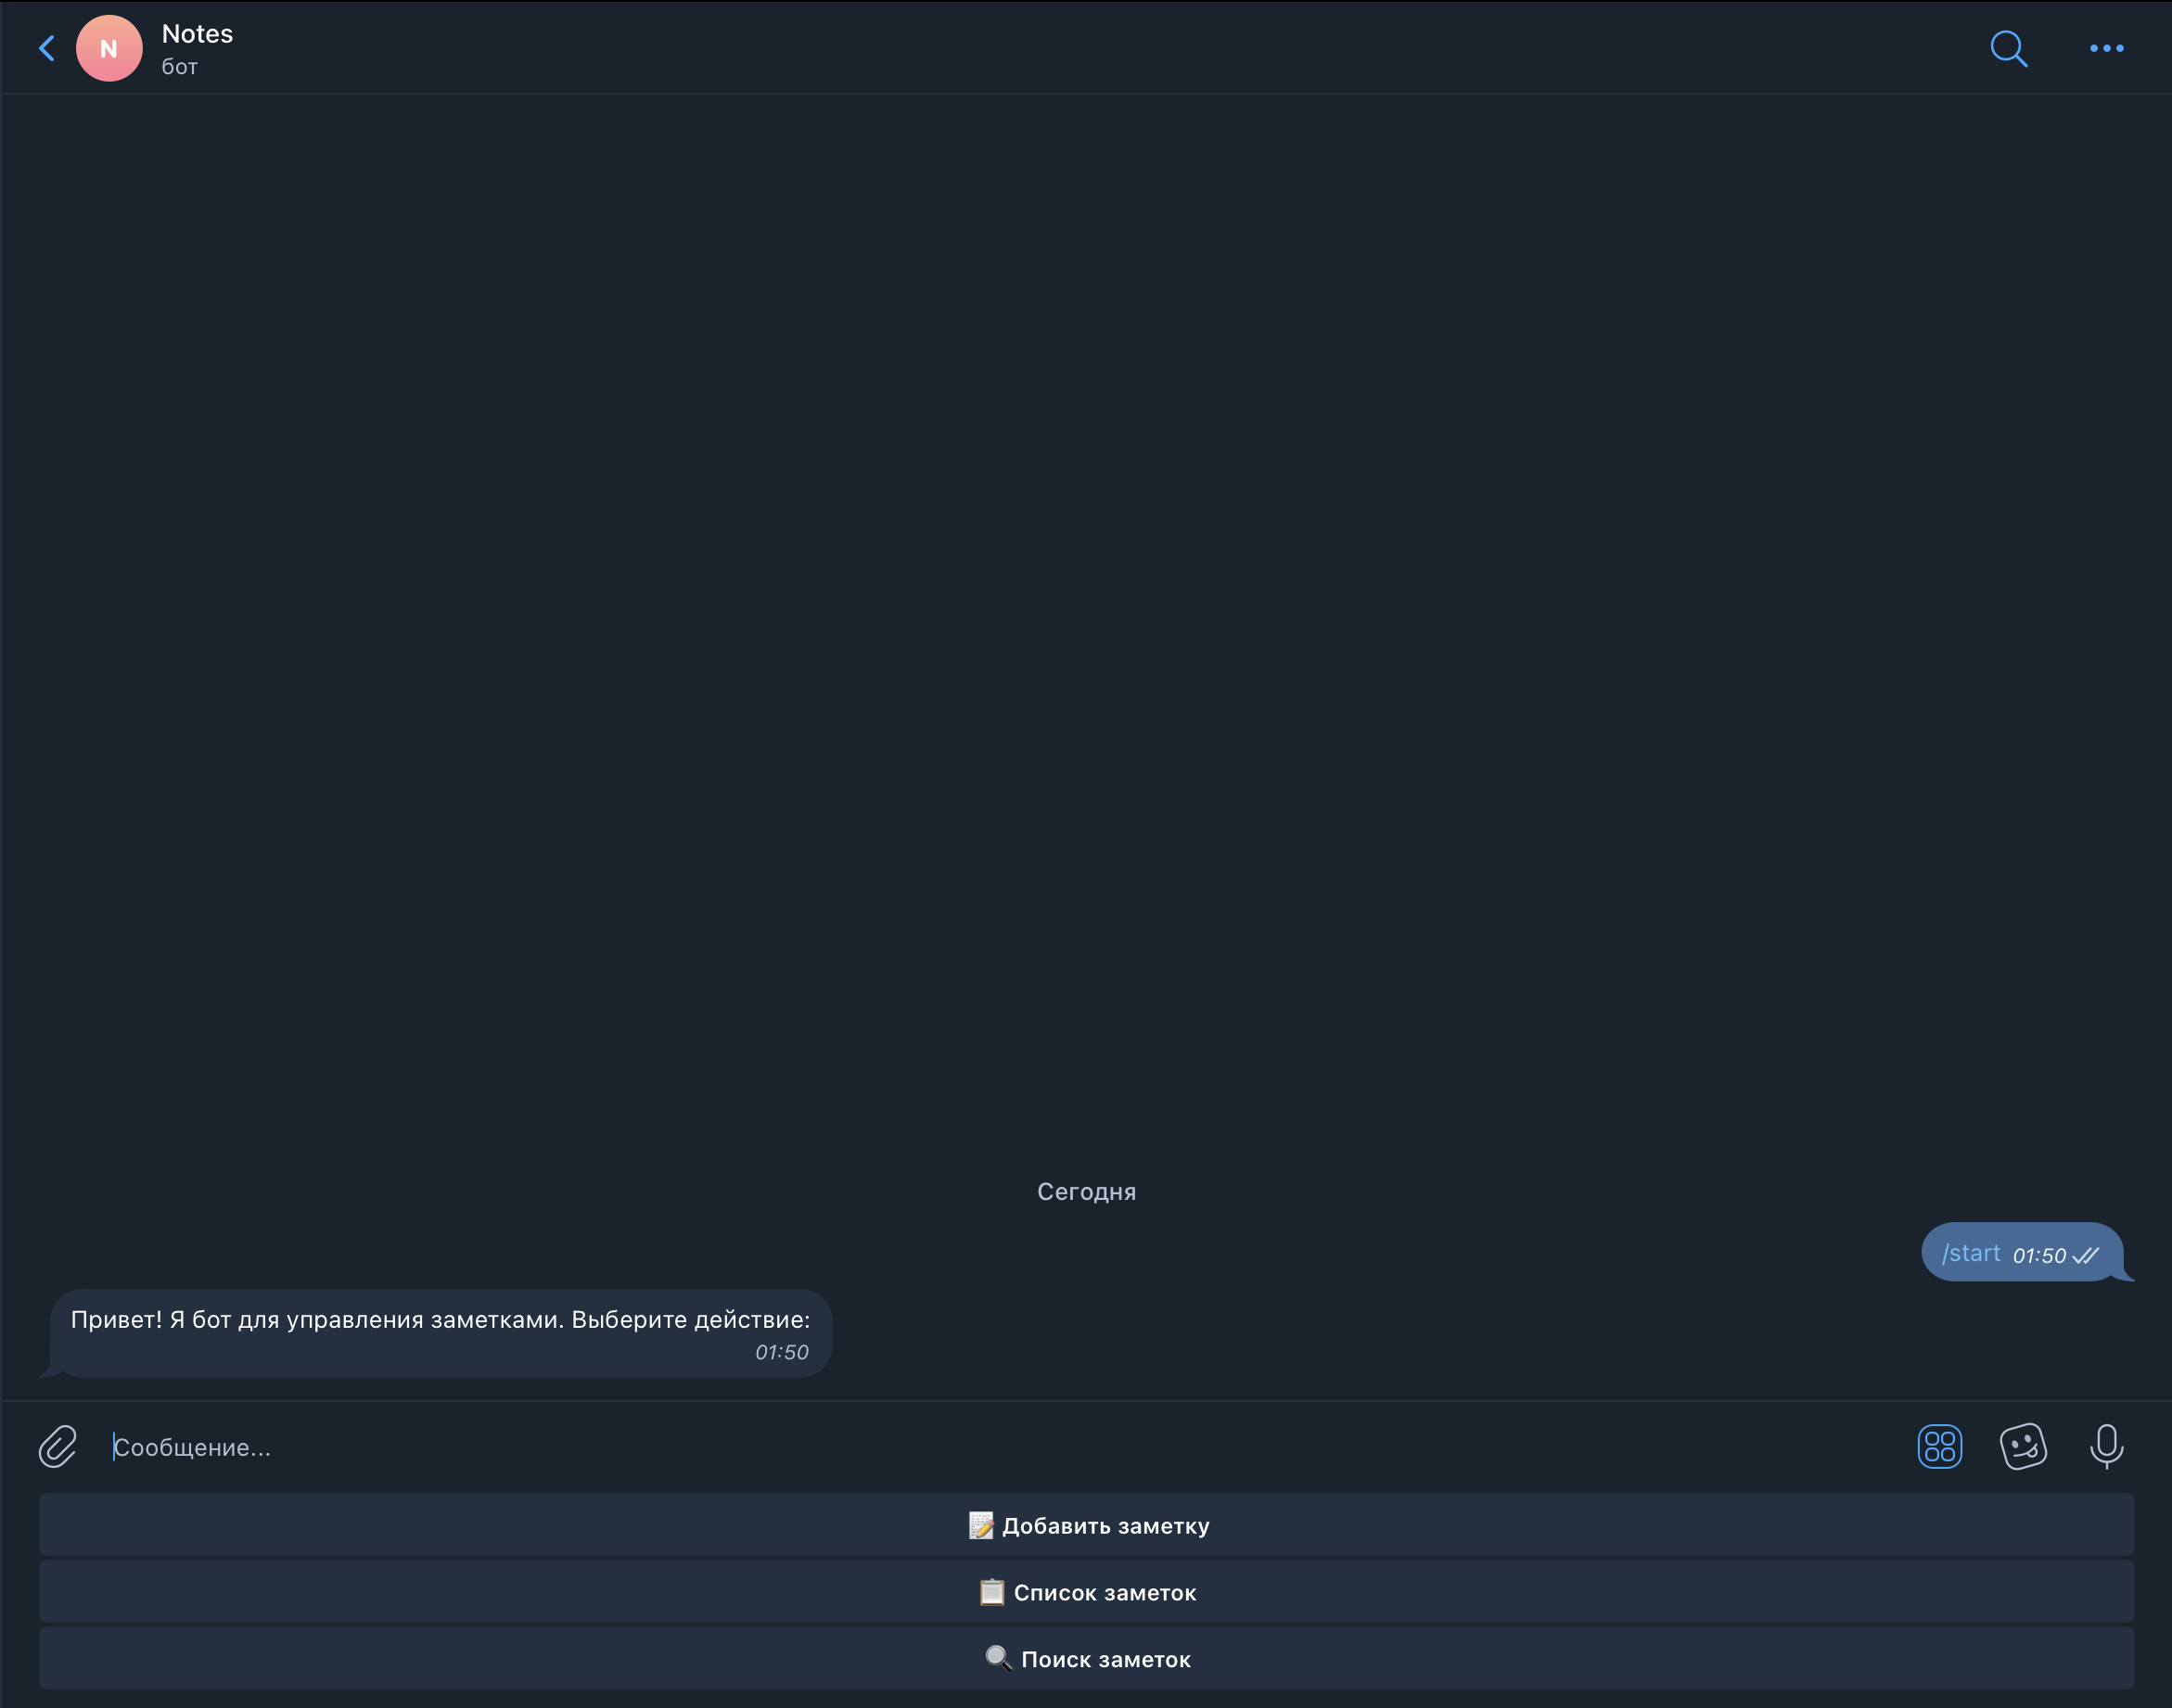 N
Notes
бот
Сегодня
/start 01:50
Привет! Я бот для управления заметками. Выберите действие:
01:50
Сообщение...
📝 Добавить заметку
📋 Список заметок
🔍 Поиск заметок